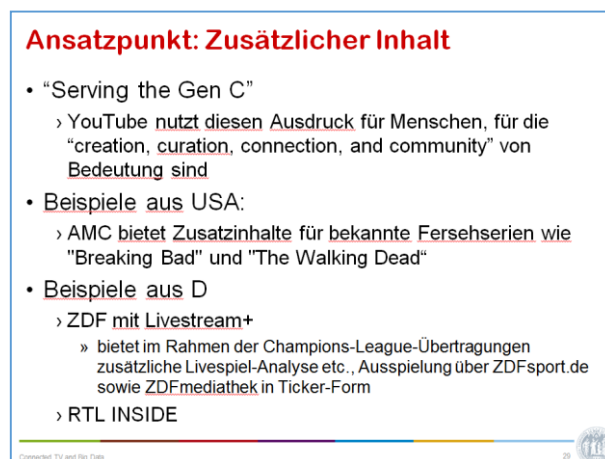 Ansatzpunkt: Zusätzlicher Inhalt
• “Serving the Gen C”
› YouTube nutzt diesen Ausdruck für Menschen, für die
“creation, curation, connection, and community” von
Bedeutung sind
• Beispiele aus USA:
› AMC bietet Zusatzinhalte für bekannte Fersehserien wie
"Breaking Bad" und "The Walking Dead“
• Beispiele aus D
› ZDF mit Livestream+
» bietet im Rahmen der Champions-League-Übertragungen
zusätzliche Livespiel-Analyse etc., Ausspielung über ZDFsport.de
sowie ZDFmediathek in Ticker-Form
› RTL INSIDE
Connected TV and Big Data
29